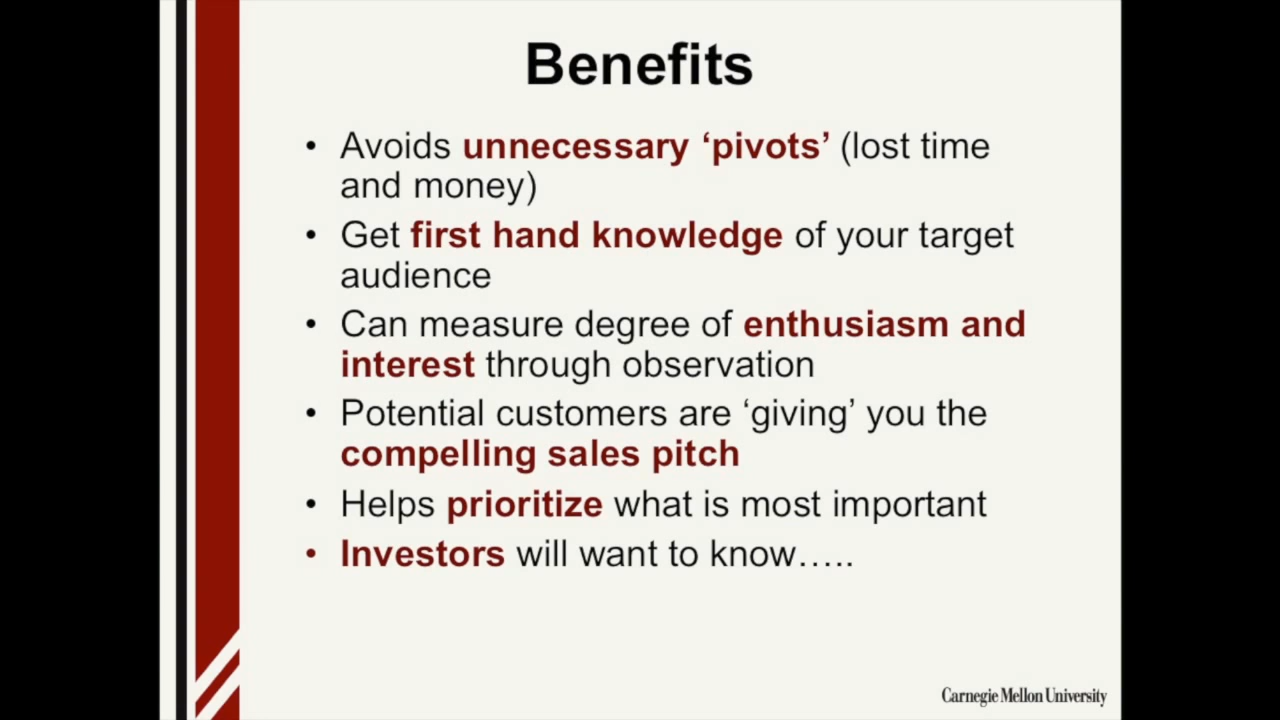 Benefits
• Avoids unnecessary ‘pivots’ (lost time
and money)
• Get first hand knowledge of your target
audience
• Can measure degree of enthusiasm and
interest through observation
• Potential customers are ‘giving’ you the
compelling sales pitch
• Helps prioritize what is most important
• Investors will want to know…..
Carnegie Mellon University